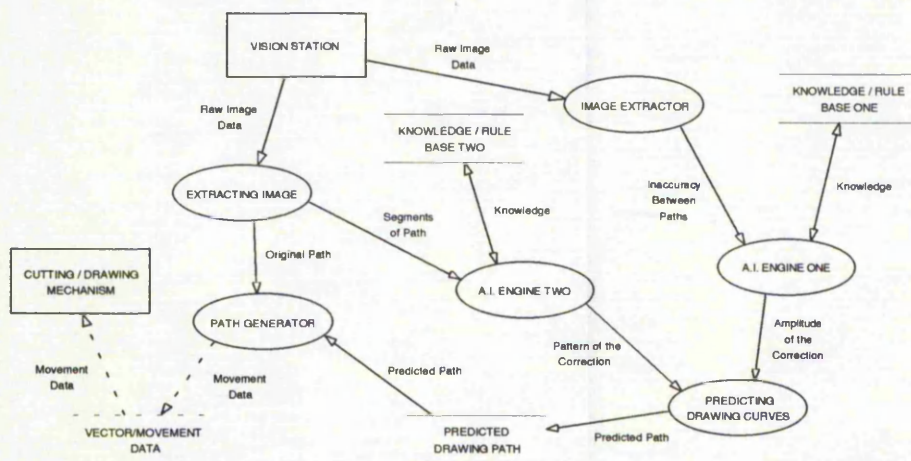 VISION STATION
Raw Image
Data
Raw Image
Data
IMAGE EXTRACTOR
KNOWLEDGE / RULE
BASE ONE
KNOWLEDGE / RULE
BASE TWO
EXTRACTING IMAGE
Segments
of Path
Knowledge
Inaccuracy
Between
Paths
Knowledge
Original Path
CUTTING / DRAWING
MECHANISM
A.I. ENGINE TWO
A.I. ENGINE ONE
PATH GENERATOR
Pattern of the
Correction
Amplitude
of the
Correction
Movement
Data
Movement
Data
Predicted Path
PREDICTING
DRAWING CURVES
VECTOR/MOVEMENT
DATA
PREDICTED
DRAWING PATH
Predicted Path